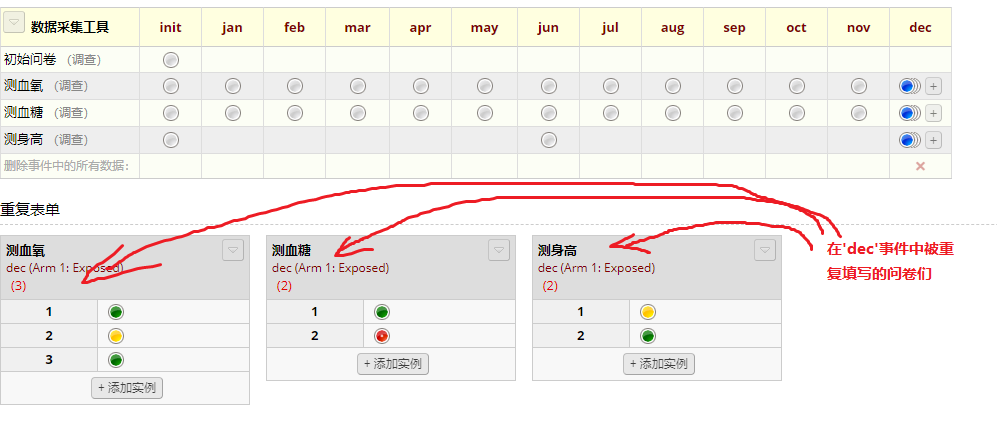 数据采集工具 init jan feb mar apr may jun jul aug sep oct nov dec
初始问卷 (调查)
测血氧 (调查) +
测血糖 (调查) +
测身高 (调查) +
删除事件中的所有数据:
重复表单
测血氧
dec (Arm 1: Exposed)
(3)
1
2
3
+ 添加实例
测血糖
dec (Arm 1: Exposed)
(2)
1
2
+ 添加实例
测身高
dec (Arm 1: Exposed)
(2)
1
2
+ 添加实例
在'dec'事件中被重
复填写的问卷们